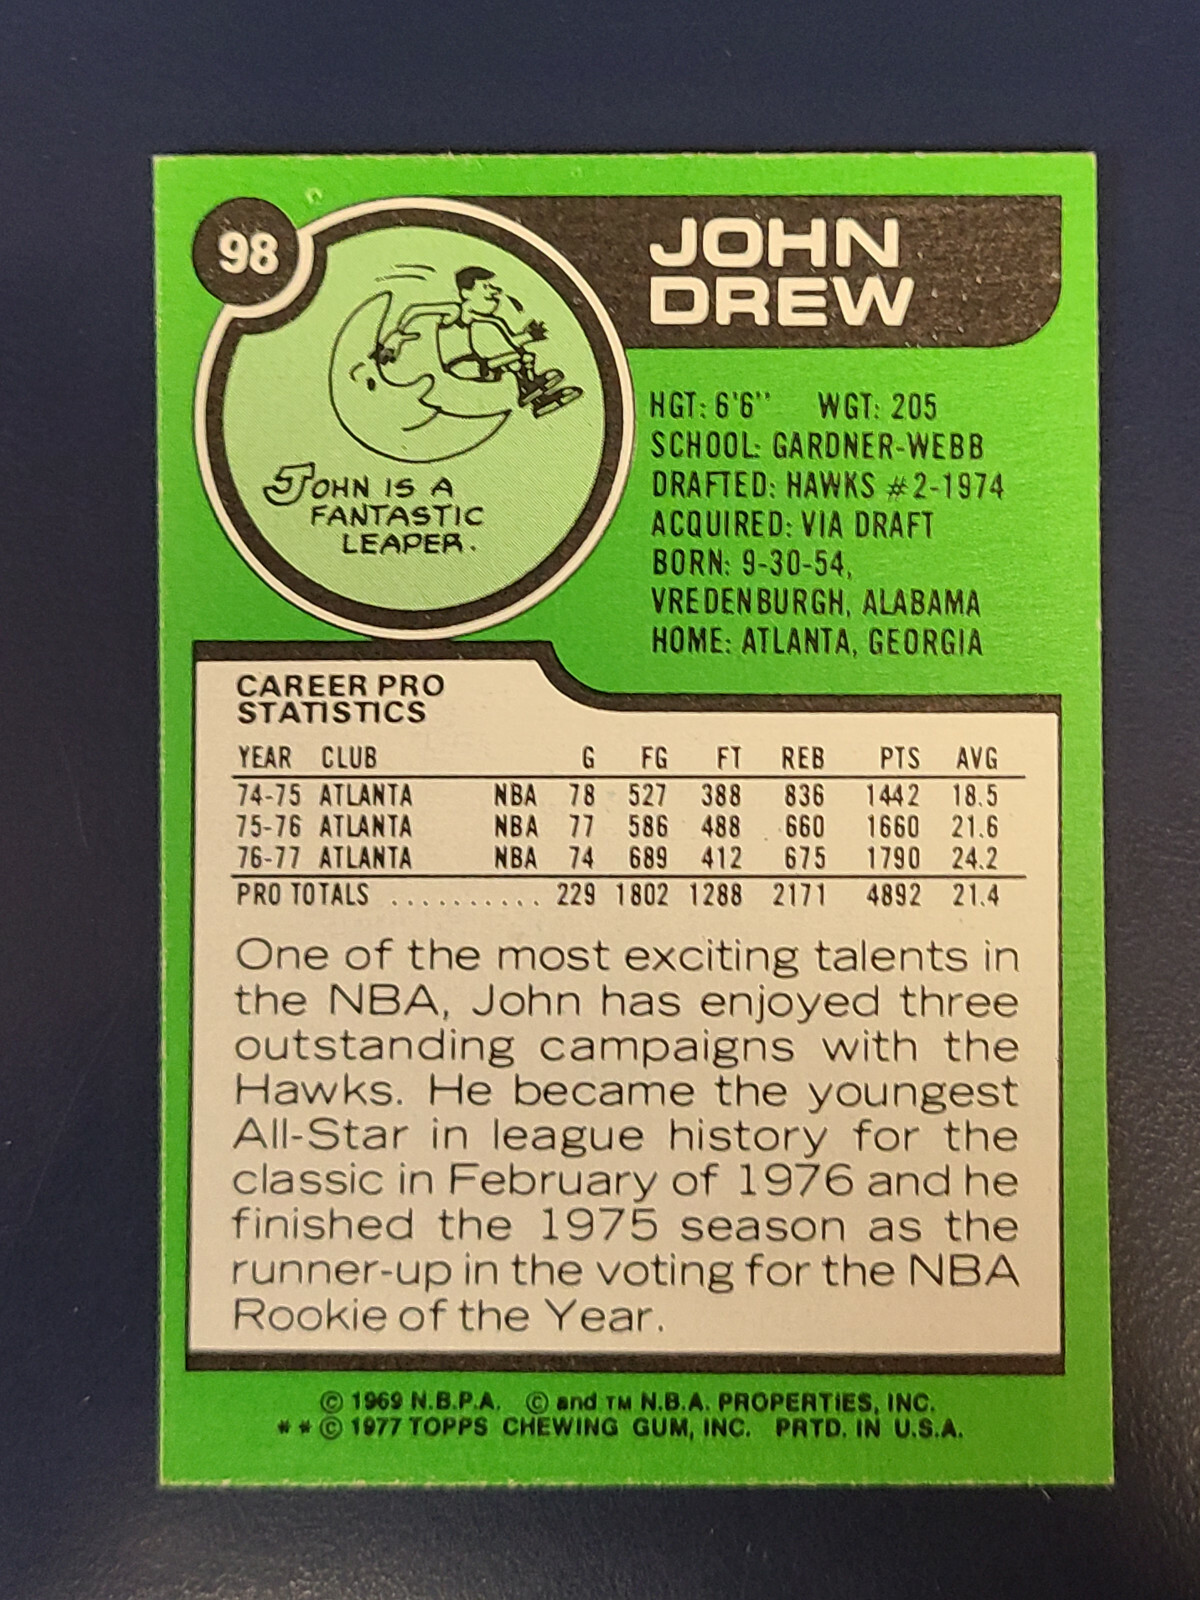 98
JOHN
DREW
JOHN IS A
FANTASTIC
LEAPER.
HGT: 6'6" WGT: 205
SCHOOL: GARDNER-WEBB
DRAFTED: HAWKS #2-1974
ACQUIRED: VIA DRAFT
BORN: 9-30-54,
VREDENBURGH, ALABAMA
HOME: ATLANTA, GEORGIA
CAREER PRO
STATISTICS
YEAR CLUB G FG FT REB PTS AVG
74-75 ATLANTA NBA 78 527 388 836 1442 18.5
75-76 ATLANTA NBA 77 586 488 660 1660 21.6
76-77 ATLANTA NBA 74 689 412 675 1790 24.2
PRO TOTALS .......... 229 1802 1288 2171 4892 21.4
One of the most exciting talents in
the NBA, John has enjoyed three
outstanding campaigns with the
Hawks. He became the youngest
All-Star in league history for the
classic in February of 1976 and he
finished the 1975 season as the
runner-up in the voting for the NBA
Rookie of the Year.
© 1969 N.B.P.A. © and TM N.B.A. PROPERTIES, INC.
* * © 1977 TOPPS CHEWING GUM, INC. PRTD. IN U.S.A.